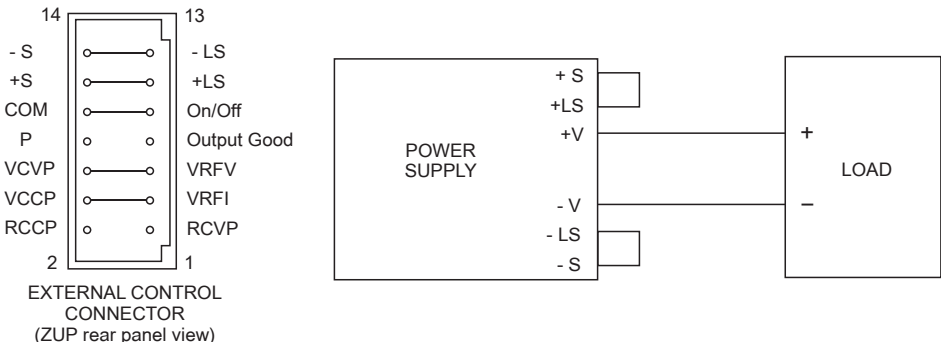 14 13
- S - LS
+S +LS
COM On/Off
P Output Good
VCVP VRFV
VCCP VRFI
RCCP RCVP
2 1
EXTERNAL CONTROL
CONNECTOR
(ZUP rear panel view)
POWER
SUPPLY
+ S
+LS
+V
- V
- LS
- S
+
LOAD
–